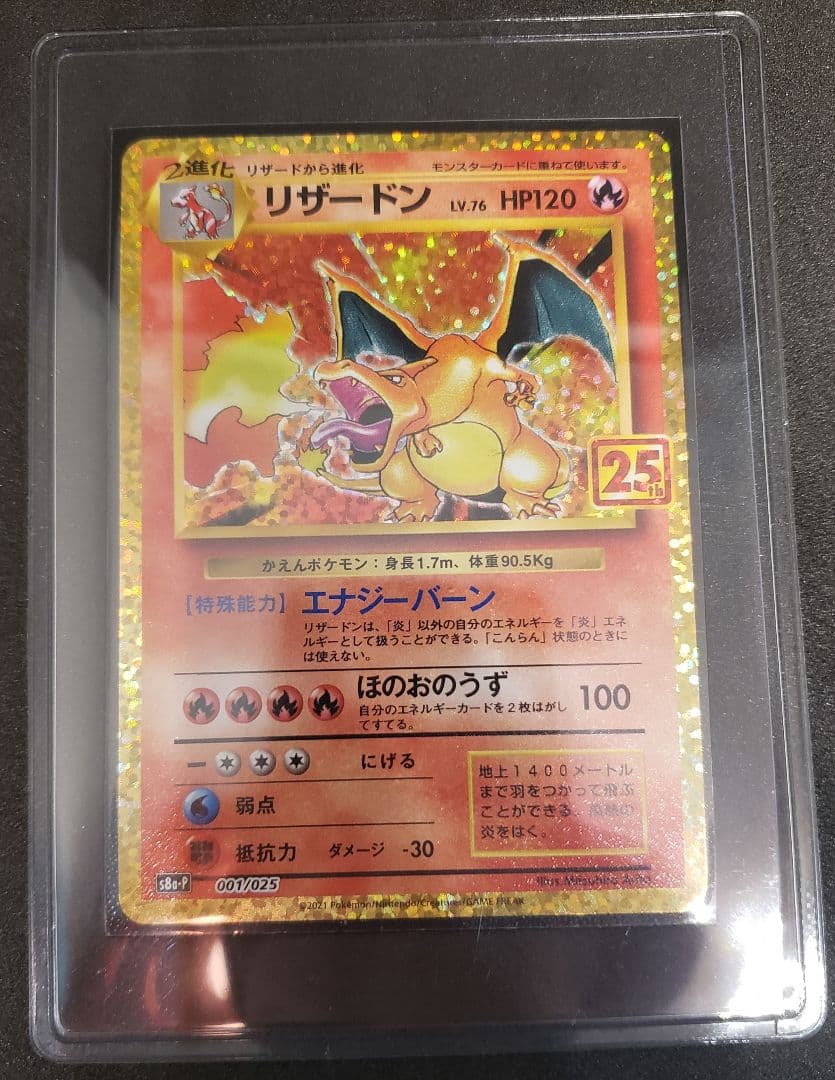 2進化 リザードから進化 モンスターカードに重ねて使います。
リザードン LV.76 HP120
25th
かえんポケモン：身長1.7m、体重90.5Kg
［特殊能力］ エナジーバーン
リザードンは、「炎」以外の自分のエネルギーを「炎」エネ
ルギーとして扱うことができる。「こんらん」状態のときに
は使えない。
ほのおのうず 100
自分のエネルギーカードを2枚はがし
てすてる。
ー にげる
弱点
抵抗力 ダメージ -30
地上1400メートル
まで羽をつかって飛ぶ
ことができる。高熱の
炎をはく。
s8a-P 001/025 Illus. Mitsuhiro Arita
©2021 Pokémon/Nintendo/Creatures/GAME FREAK